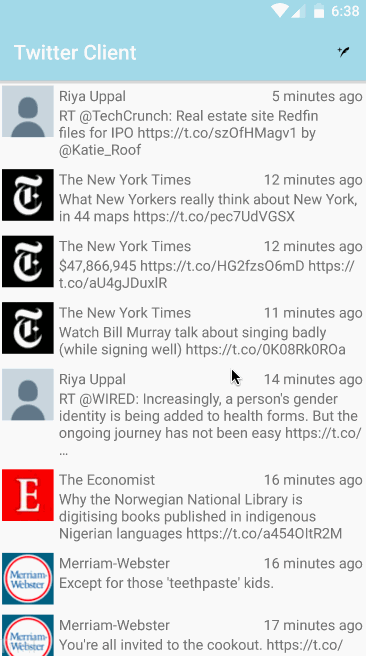 6:38
Twitter Client
Riya Uppal 5 minutes ago
RT @TechCrunch: Real estate site Redfin
files for IPO https://t.co/szOfHMagv1 by
@Katie_Roof
The New York Times 12 minutes ago
What New Yorkers really think about New York,
in 44 maps https://t.co/pec7UdVGSX
The New York Times 12 minutes ago
$47,866,945 https://t.co/HG2fzsO6mD https://
t.co/aU4gJDuxlR
The New York Times 11 minutes ago
Watch Bill Murray talk about singing badly
(while signing well) https://t.co/0K08Rk0ROa
Riya Uppal 14 minutes ago
RT @WIRED: Increasingly, a person's gender
identity is being added to health forms. But the
ongoing journey has not been easy https://t.co/
…
E
The Economist 16 minutes ago
Why the Norwegian National Library is
digitising books published in indigenous
Nigerian languages https://t.co/a454OltR2M
Merriam-
Webster
Merriam-Webster 16 minutes ago
Except for those 'teethpaste' kids.
Merriam-
Webster
Merriam-Webster 17 minutes ago
You're all invited to the cookout. https://t.co/